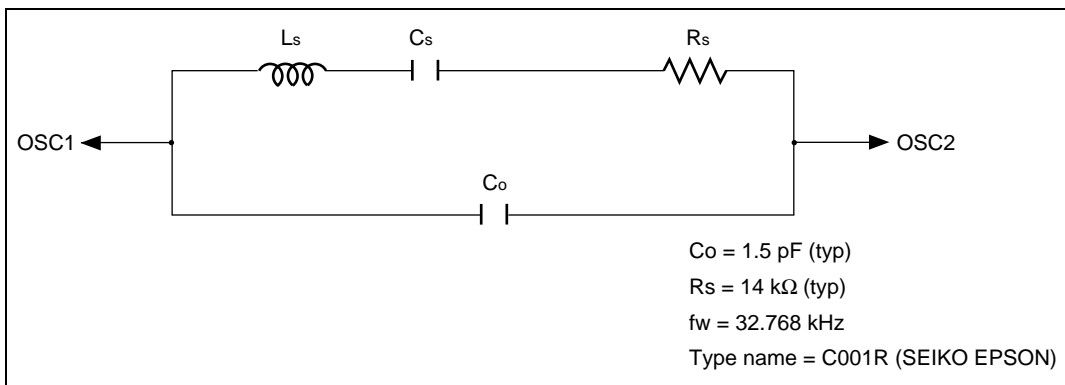 Ls Cs Rs
OSC1 OSC2
Co
Co = 1.5 pF (typ)
Rs = 14 kΩ (typ)
fw = 32.768 kHz
Type name = C001R (SEIKO EPSON)